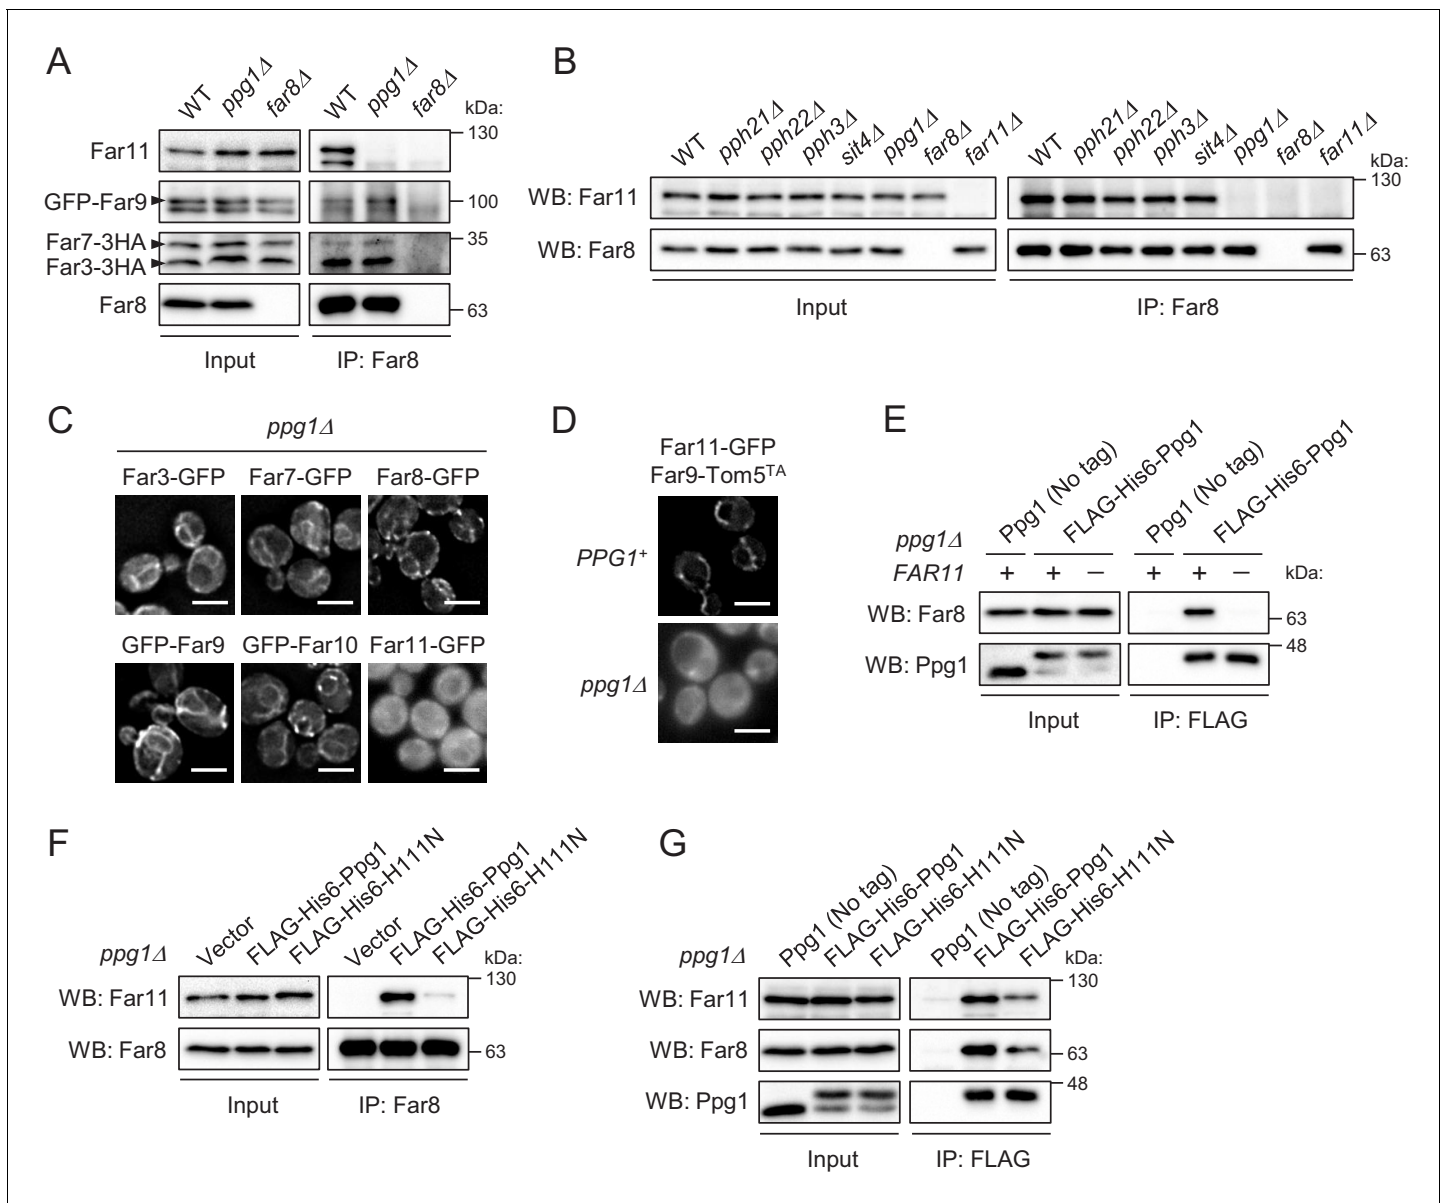 A
WT ppg1Δ far8Δ WT ppg1Δ far8Δ
kDa:
Far11
130
GFP-Far9
100
Far7-3HA
35
Far3-3HA
Far8
63
Input IP: Far8
B
WT pph21Δ pph22Δ pph3Δ sit4Δ ppg1Δ far8Δ far11Δ WT pph21Δ pph22Δ pph3Δ sit4Δ ppg1Δ far8Δ far11Δ
kDa:
WB: Far11
130
WB: Far8
63
Input IP: Far8
C
ppg1Δ
Far3-GFP Far7-GFP Far8-GFP
GFP-Far9 GFP-Far10 Far11-GFP
D
Far11-GFP
Far9-Tom5TA
PPG1+
ppg1Δ
E
Ppg1 (No tag) FLAG-His6-Ppg1 Ppg1 (No tag) FLAG-His6-Ppg1
ppg1Δ
FAR11 + + − + + − kDa:
WB: Far8
63
48
WB: Ppg1
Input IP: FLAG
F
Vector FLAG-His6-Ppg1 FLAG-His6-H111N Vector FLAG-His6-Ppg1 FLAG-His6-H111N
ppg1Δ
kDa:
130
WB: Far11
WB: Far8
63
Input IP: Far8
G
Ppg1 (No tag) FLAG-His6-Ppg1 FLAG-His6-H111N Ppg1 (No tag) FLAG-His6-Ppg1 FLAG-His6-H111N
ppg1Δ
kDa:
130
WB: Far11
WB: Far8
63
48
WB: Ppg1
Input IP: FLAG